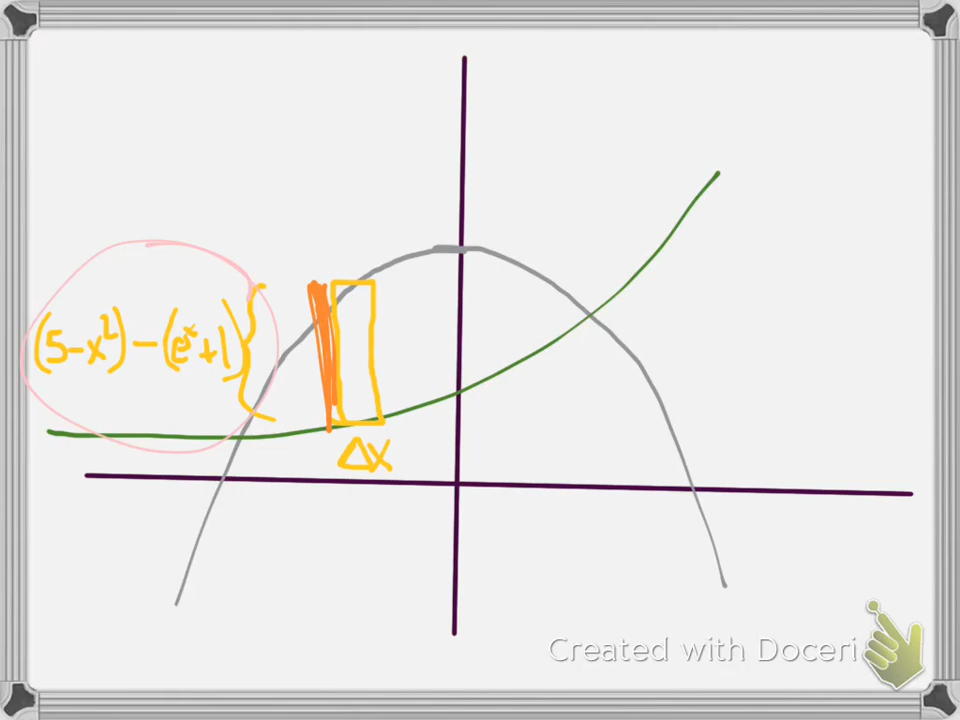 (5-x²)-(eˣ+1)
Δx
Created with Doceri